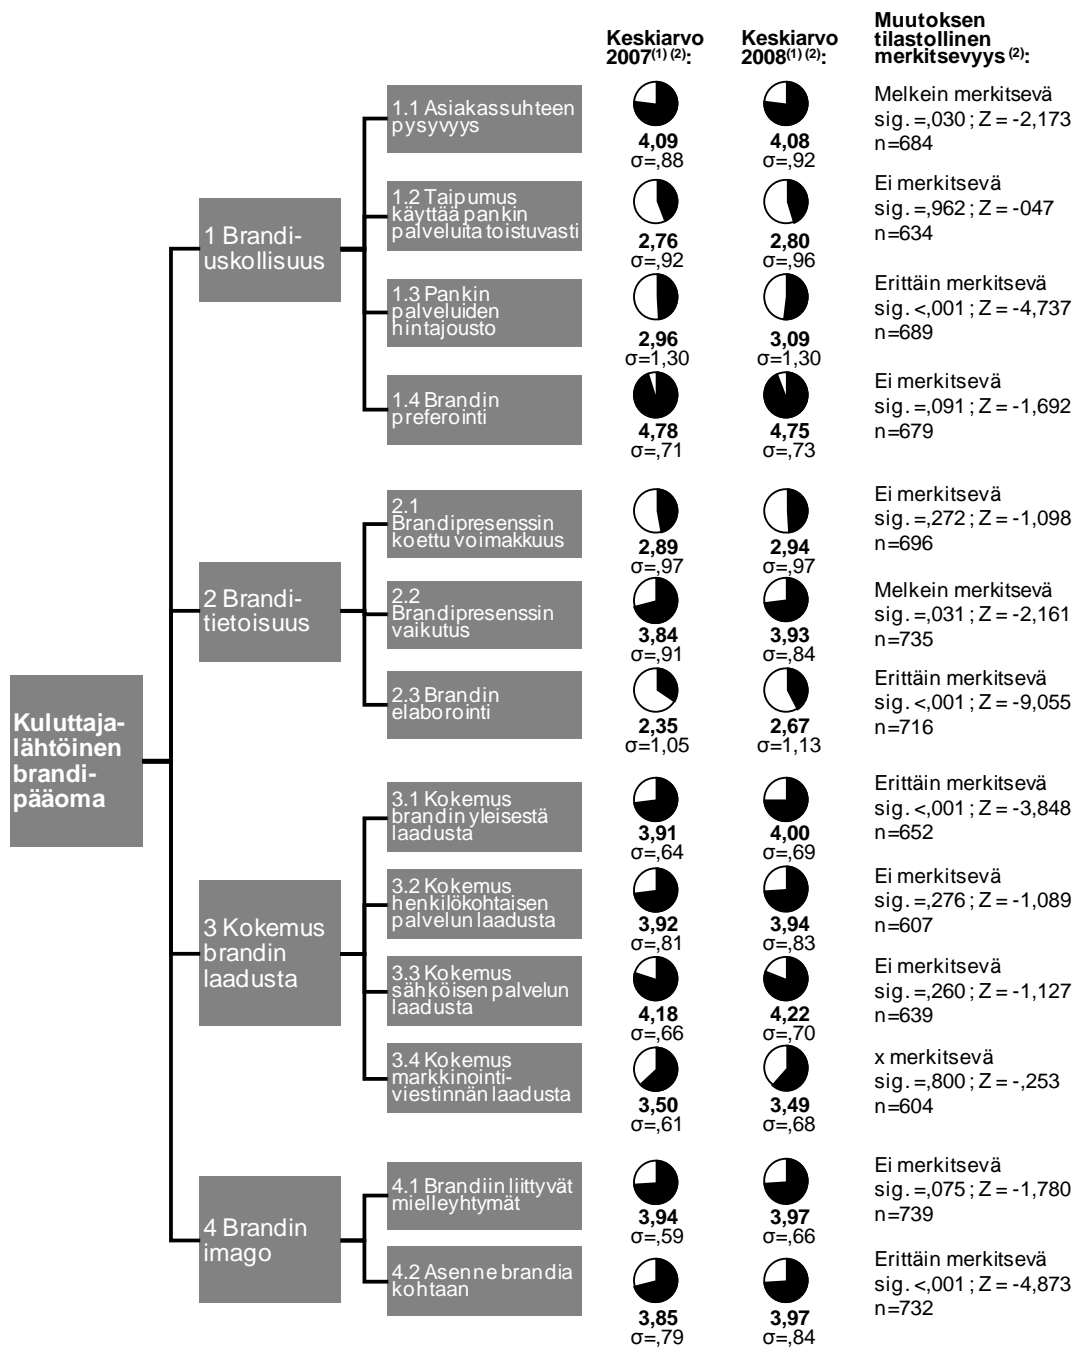 Keskiarvo
2007(1) (2):
Keskiarvo
2008(1) (2):
Muutoksen
tilastollinen
merkitsevyys (2):
Kuluttaja-
lähtöinen
brandi-
pääoma
1 Brandi-
uskollisuus
1.1 Asiakassuhteen
pysyvyys
4,09
σ=,88
4,08
σ=,92
Melkein merkitsevä
sig. =,030 ; Z = -2,173
n=684
1.2 Taipumus
käyttää pankin
palveluita toistuvasti
2,76
σ=,92
2,80
σ=,96
Ei merkitsevä
sig. =,962 ; Z = -047
n=634
1.3 Pankin
palveluiden
hintajousto
2,96
σ=1,30
3,09
σ=1,30
Erittäin merkitsevä
sig. <,001 ; Z = -4,737
n=689
1.4 Brandin
preferointi
4,78
σ=,71
4,75
σ=,73
Ei merkitsevä
sig. =,091 ; Z = -1,692
n=679
2 Brandi-
tietoisuus
2.1
Brandipresenssin
koettu voimakkuus
2,89
σ=,97
2,94
σ=,97
Ei merkitsevä
sig. =,272 ; Z = -1,098
n=696
2.2
Brandipresenssin
vaikutus
3,84
σ=,91
3,93
σ=,84
Melkein merkitsevä
sig. =,031 ; Z = -2,161
n=735
2.3 Brandin
elaborointi
2,35
σ=1,05
2,67
σ=1,13
Erittäin merkitsevä
sig. <,001 ; Z = -9,055
n=716
3 Kokemus
brandin
laadusta
3.1 Kokemus
brandin yleisestä
laadusta
3,91
σ=,64
4,00
σ=,69
Erittäin merkitsevä
sig. <,001 ; Z = -3,848
n=652
3.2 Kokemus
henkilökohtaisen
palvelun laadusta
3,92
σ=,81
3,94
σ=,83
Ei merkitsevä
sig. =,276 ; Z = -1,089
n=607
3.3 Kokemus
sähköisen palvelun
laadusta
4,18
σ=,66
4,22
σ=,70
Ei merkitsevä
sig. =,260 ; Z = -1,127
n=639
3.4 Kokemus
markkinointi-
viestinnän laadusta
3,50
σ=,61
3,49
σ=,68
x merkitsevä
sig. =,800 ; Z = -,253
n=604
4 Brandin
imago
4.1 Brandiin liittyvät
mielleyhtymät
3,94
σ=,59
3,97
σ=,66
Ei merkitsevä
sig. =,075 ; Z = -1,780
n=739
4.2 Asenne brandia
kohtaan
3,85
σ=,79
3,97
σ=,84
Erittäin merkitsevä
sig. <,001 ; Z = -4,873
n=732